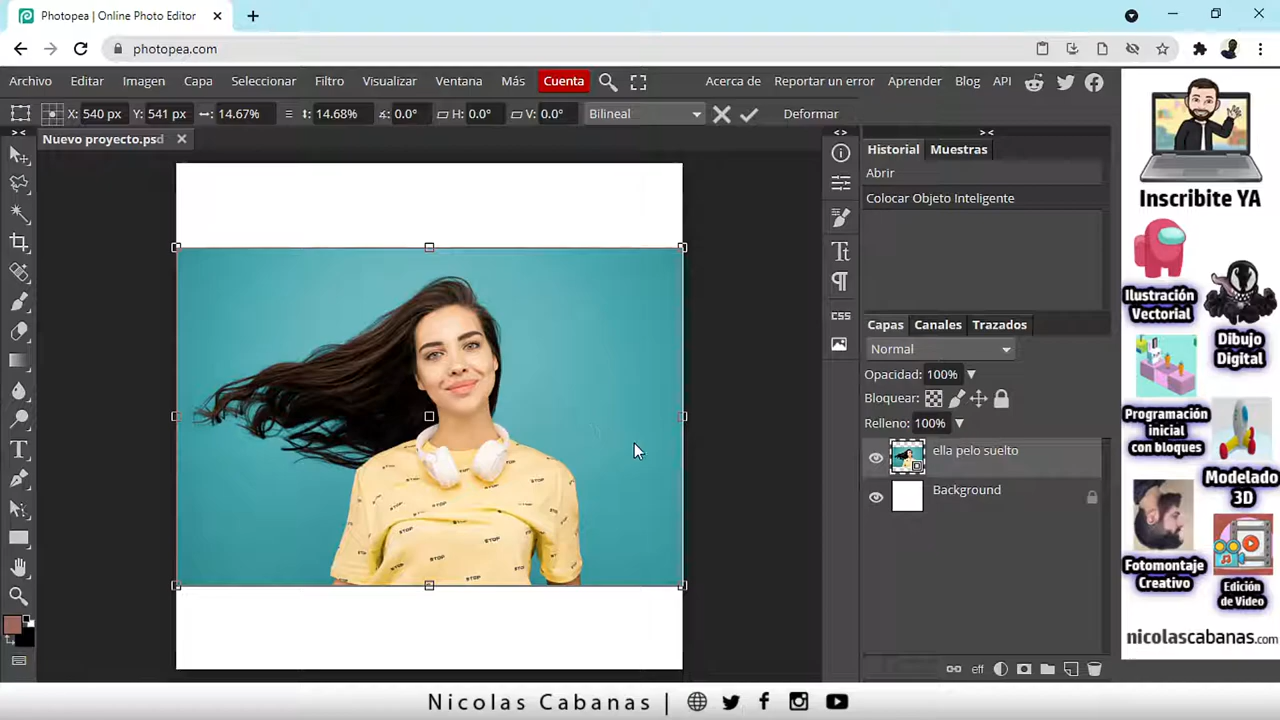 Photopea | Online Photo Editor
photopea.com
Archivo Editar Imagen Capa Seleccionar Filtro Visualizar Ventana Más Cuenta Acerca de Reportar un error Aprender Blog API
X: 540 px Y: 541 px 14.67% 14.68% 0.0° H: 0.0° V: 0.0° Bilineal Deformar
Nuevo proyecto.psd
Historial Muestras
Abrir
Colocar Objeto Inteligente
CSS
Capas Canales Trazados
Normal
Opacidad: 100%
Bloquear:
Relleno: 100%
ella pelo suelto
Background
eff
STOP
Inscribite YA
Ilustración
Vectorial
Dibujo
Digital
Programación
inicial
con bloques
Modelado
3D
Fotomontaje
Creativo
Edición
de Video
nicolascabanas.com
Nicolas Cabanas |